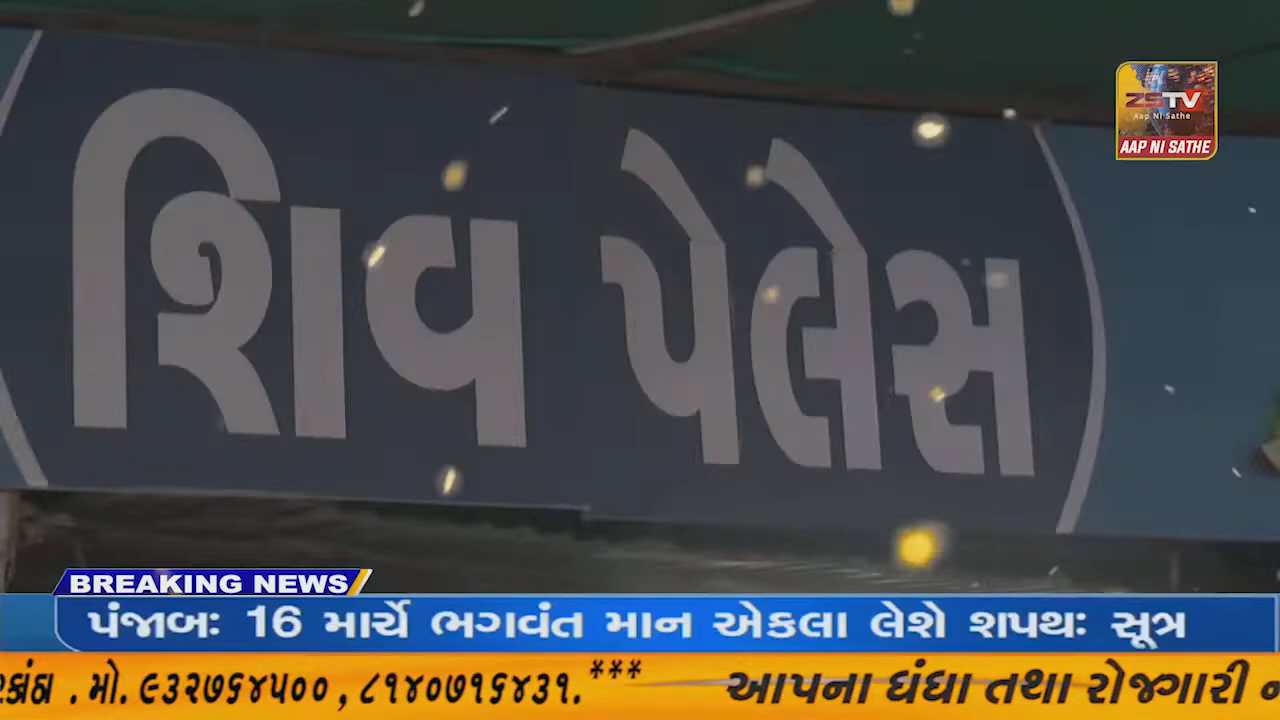 શિવ પેલેસ
ZSTV
Aap Ni Sathe
AAP NI SATHE
BREAKING NEWS
પંજાબઃ 16 માર્ચે ભગવંત માન એકલા લેશે શપથઃ સૂત્ર
મો. ૯૩૨૭૬૪૫૦૦, ૮૧૪૦૭૧૬૪૩૧.*** આપના ધંધા તથા રોજગારી